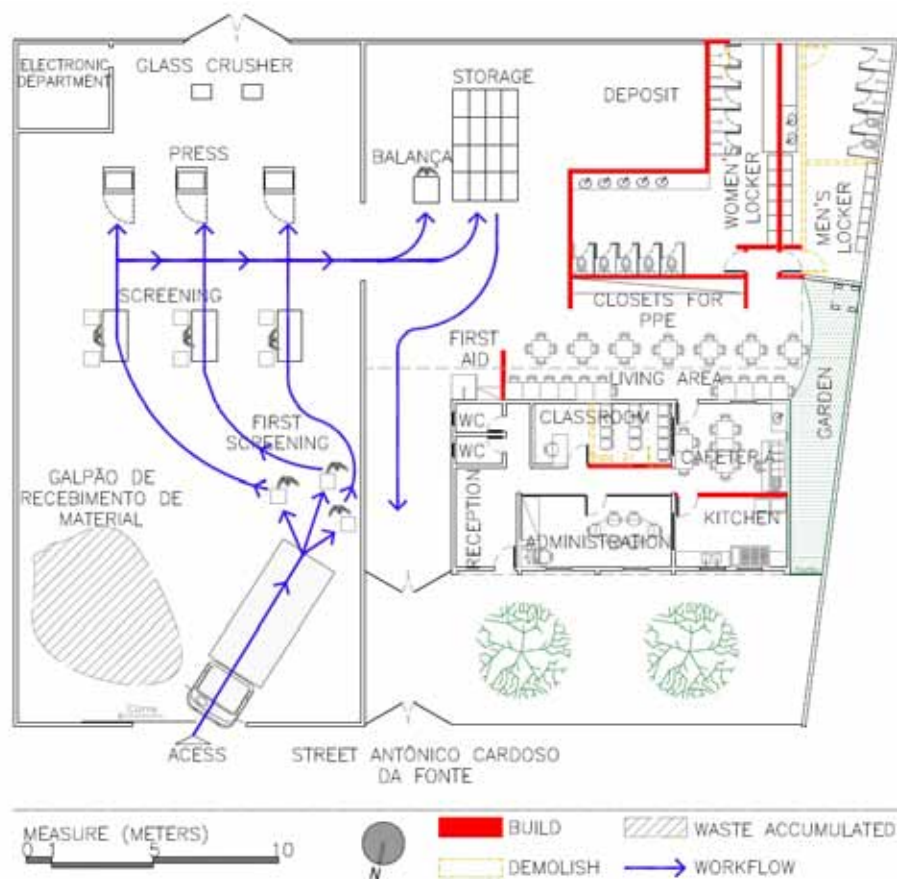 ELECTRONIC
DEPARTMENT
GLASS CRUSHER
STORAGE
DEPOSIT
PRESS
BALANÇA
WOMEN'S
LOCKER
MEN'S
LOCKER
SCREENING
CLOSETS FOR
PPE
FIRST
AID
LIVING AREA
GARDEN
FIRST
SCREENING
WC
WC
CLASSROOM
CAFETERIA
GALPÃO DE
RECEBIMENTO DE
MATERIAL
RECEPTION
ADMINISTRATION
KITCHEN
Corre
ACESS
STREET ANTÔNICO CARDOSO
DA FONTE
MEASURE (METERS)
0 1 5 10
N
BUILD
DEMOLISH
WASTE ACCUMULATED
WORKFLOW